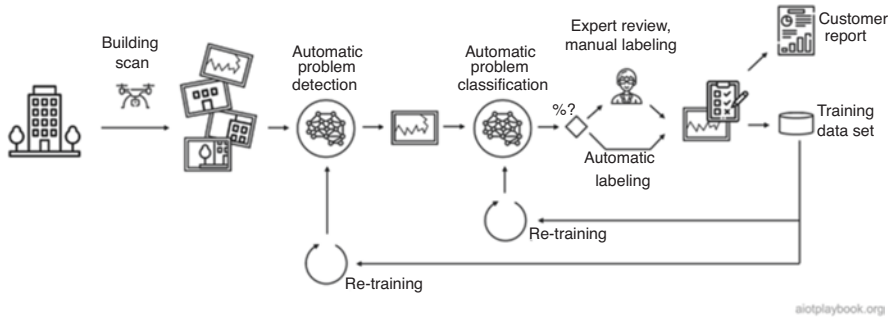 Building
scan
Automatic
problem
detection
Automatic
problem
classification
Expert review,
manual labeling
%?
Automatic
labeling
Customer
report
Training
data set
Re-training
Re-training
aiotplaybook.org